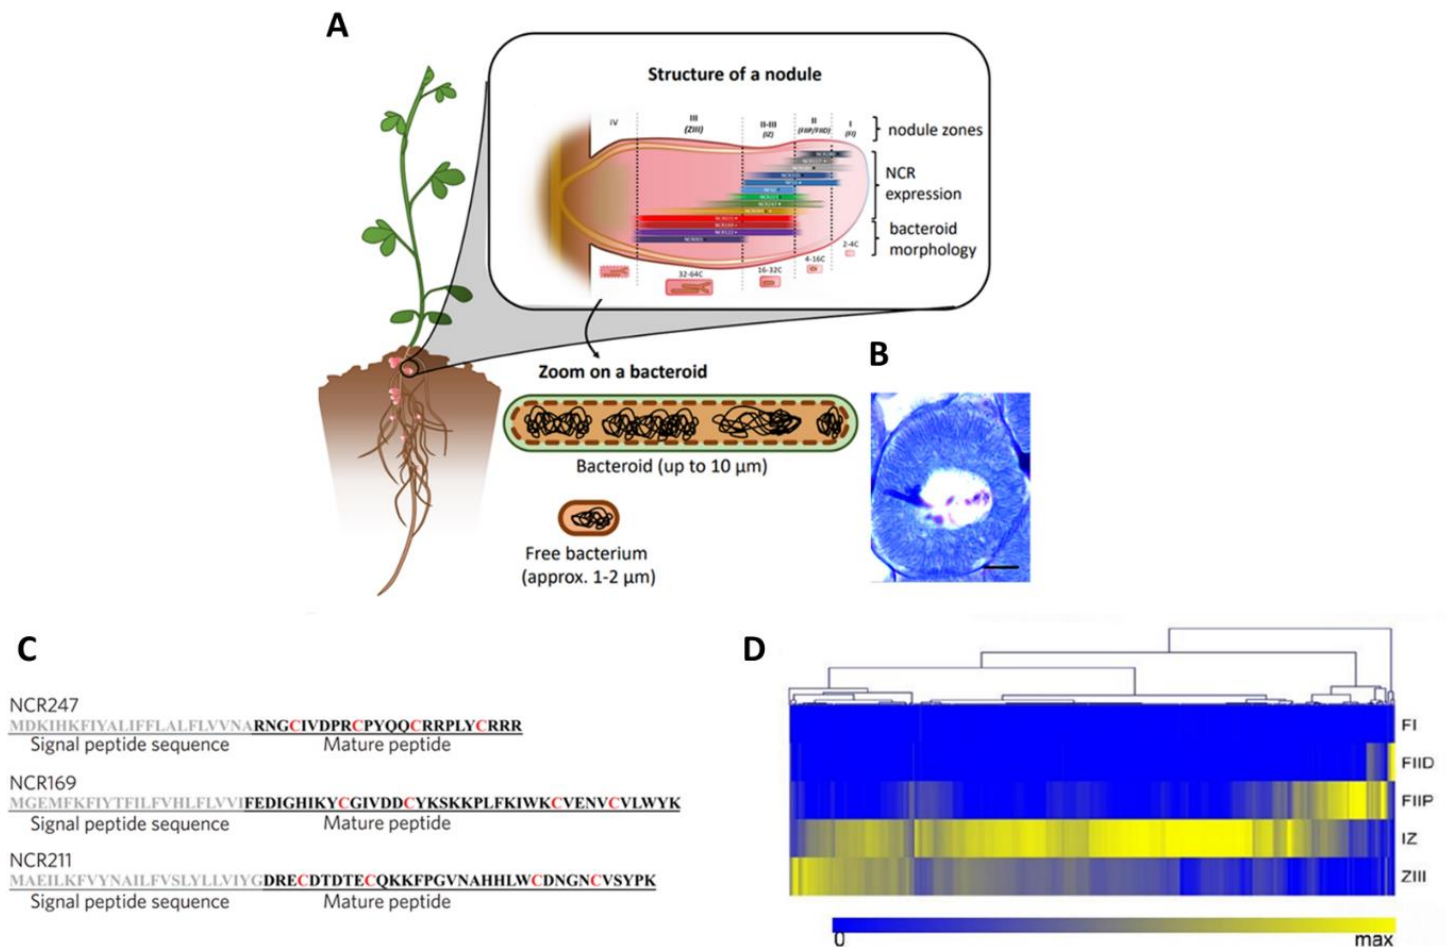 A
Structure of a nodule
IV
III
(ZIII)
II-III
(IZ)
II
(FIIP/FIID)
I
(FI)
nodule zones
NCR
expression
NCR247
bacteroid
morphology
2-4C
4-16C
16-32C
32-64C
B
Zoom on a bacteroid
Bacteroid (up to 10 µm)
Free bacterium
(approx. 1-2 µm)
C
NCR247
MDKIHKFIYALIFFLALFLVVNARNGCIVDPRCPYQQCRRPLYCRRR
Signal peptide sequence Mature peptide
NCR169
MGEMFKFIYTFILFVHLFLVVIFEDIGHIKYCGIVDDCYKSKKPLFKIWKCVENVCVLWYK
Signal peptide sequence Mature peptide
NCR211
MAEILKFVYNAILFVSLYLLVIYGDRECDTDTECQKKFPGVNAHHLWCDNGNCVSYPK
Signal peptide sequence Mature peptide
D
FI
FIID
FIIP
IZ
ZIII
0 max